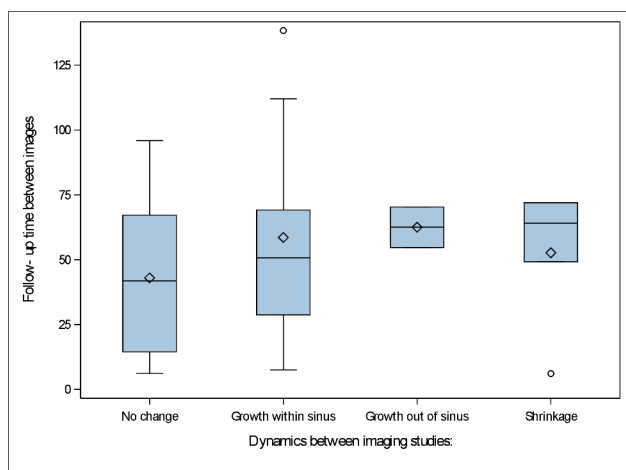 125
100
75
50
25
0
Follow- up time between images
No change
Growth within sinus
Growth out of sinus
Shrinkage
Dynamics between imaging studies: